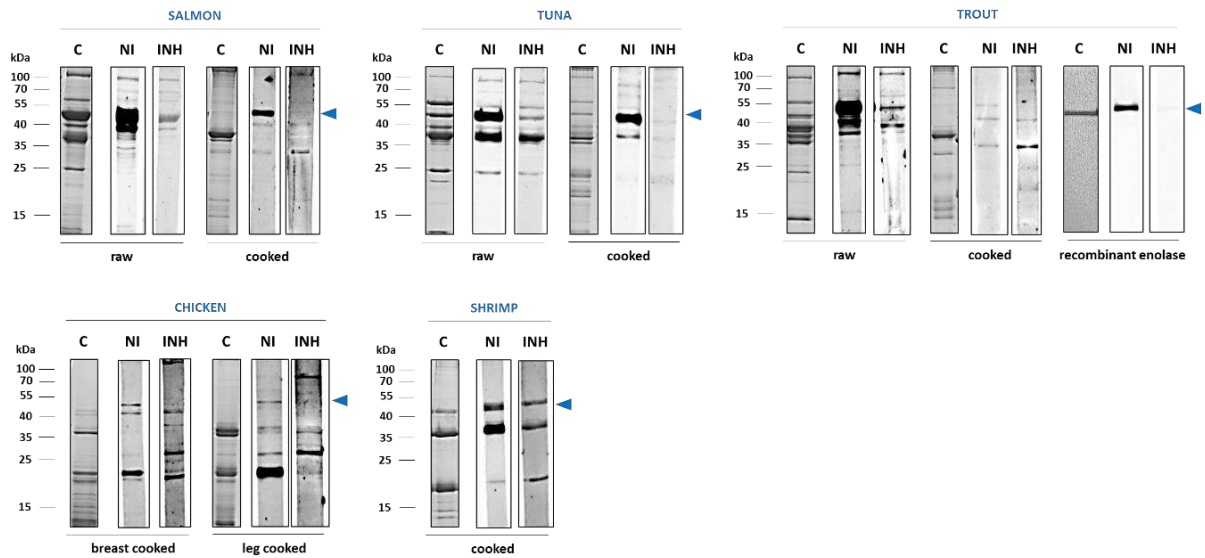 SALMON
TUNA
TROUT
kDa C NI INH C NI INH
100
70
55
40
35
25
15
raw cooked
kDa C NI INH C NI INH
100
70
55
40
35
25
15
raw cooked
kDa C NI INH C NI INH C NI INH
100
70
55
40
35
25
15
raw cooked recombinant enolase
CHICKEN
SHRIMP
kDa C NI INH C NI INH
100
70
55
40
35
25
15
breast cooked leg cooked
kDa C NI INH
100
70
55
40
35
25
15
cooked